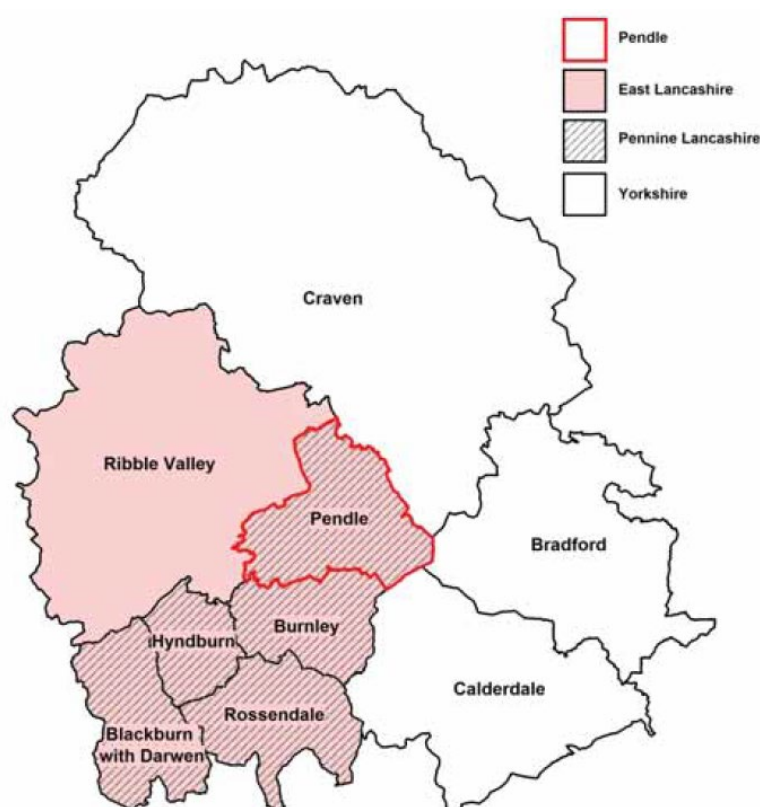 Pendle
East Lancashire
Pennine Lancashire
Yorkshire
Craven
Ribble Valley
Pendle
Bradford
Burnley
Hyndburn
Calderdale
Rossendale
Blackburn
with Darwen